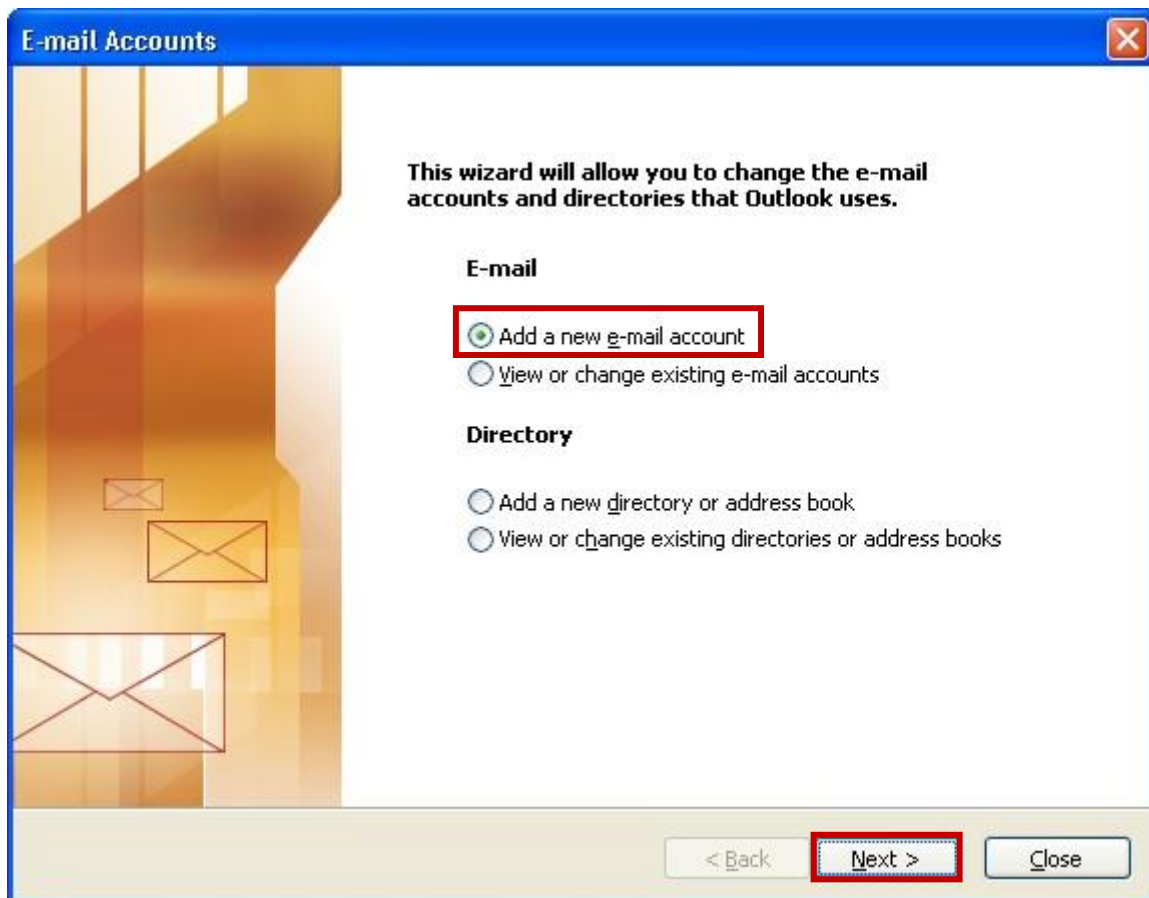 E-mail Accounts
This wizard will allow you to change the e-mail
accounts and directories that Outlook uses.
E-mail
Add a new e-mail account
View or change existing e-mail accounts
Directory
Add a new directory or address book
View or change existing directories or address books
< Back Next > Close